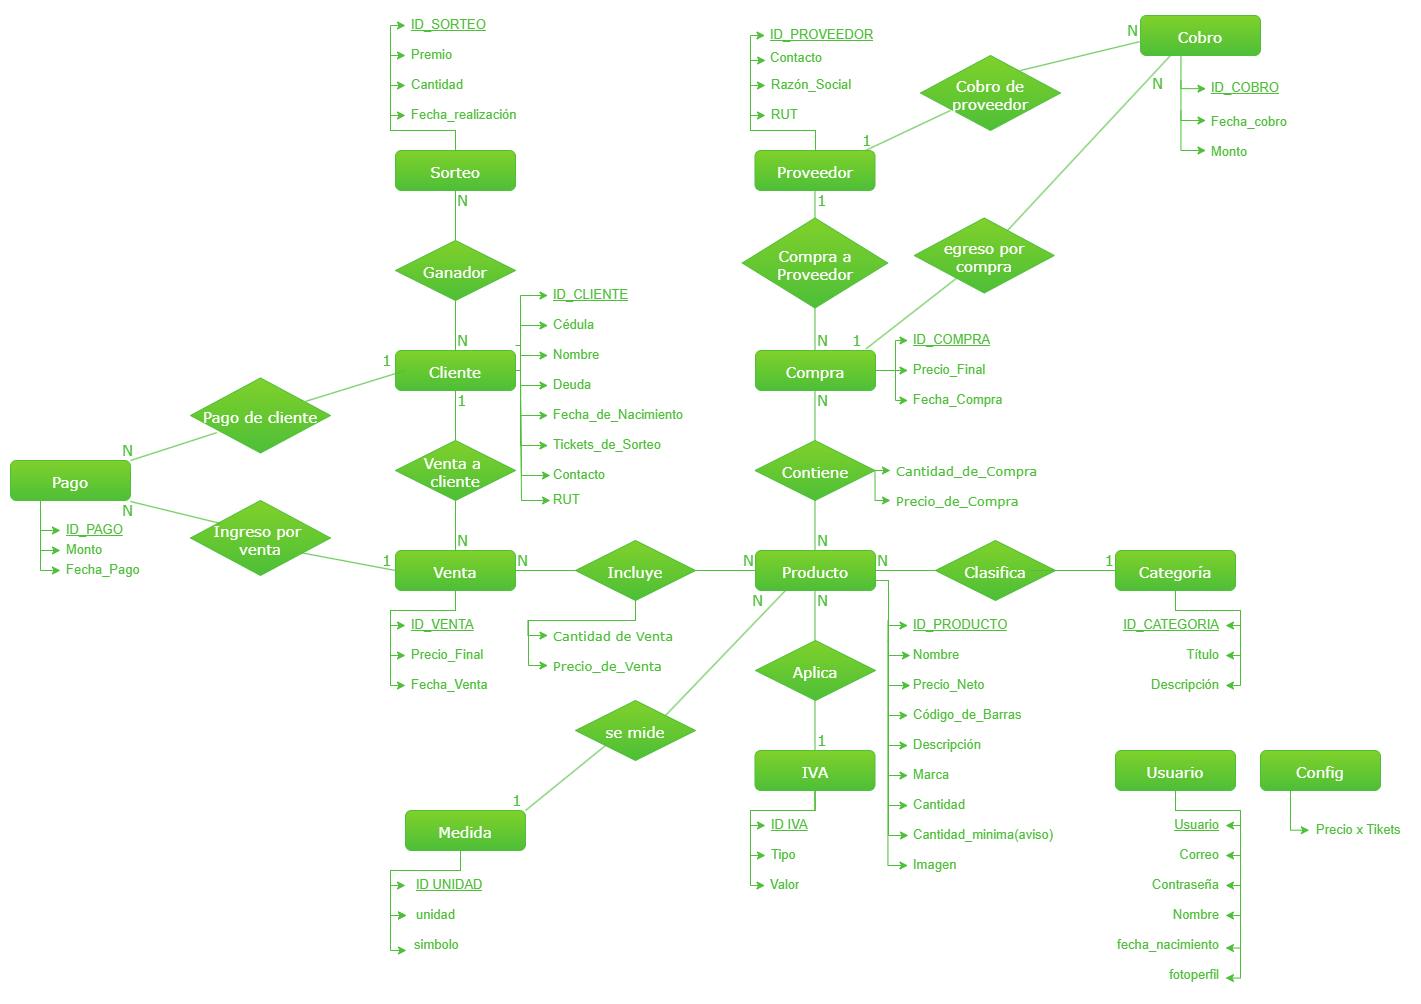 ID_SORTEO
Premio
Cantidad
Fecha_realización
Sorteo
N
Ganador
N
ID_PROVEEDOR
Contacto
Razón_Social
RUT
Proveedor
1
1
Cobro de
proveedor
N
Cobro
N
ID_COBRO
Fecha_cobro
Monto
Compra a
Proveedor
N
egreso por
compra
1
ID_CLIENTE
Cédula
Nombre
Deuda
Fecha_de_Nacimiento
Tickets_de_Sorteo
Contacto
RUT
Cliente
1
1
Pago de cliente
N
Pago
N
ID_PAGO
Monto
Fecha_Pago
Ingreso por
venta
1
Venta a
cliente
N
Compra
N
ID_COMPRA
Precio_Final
Fecha_Compra
Contiene
Cantidad_de_Compra
Precio_de_Compra
N
Venta
N
Incluye
N
Producto
N
Clasifica
1
Categoría
ID_VENTA
Precio_Final
Fecha_Venta
Cantidad de Venta
Precio_de_Venta
N
N
ID_PRODUCTO
Nombre
Precio_Neto
Código_de_Barras
Descripción
Marca
Cantidad
Cantidad_minima(aviso)
Imagen
ID_CATEGORIA
Título
Descripción
Aplica
1
se mide
1
IVA
ID IVA
Tipo
Valor
Medida
ID UNIDAD
unidad
simbolo
Usuario
Usuario
Correo
Contraseña
Nombre
fecha_nacimiento
fotoperfil
Config
Precio x Tikets